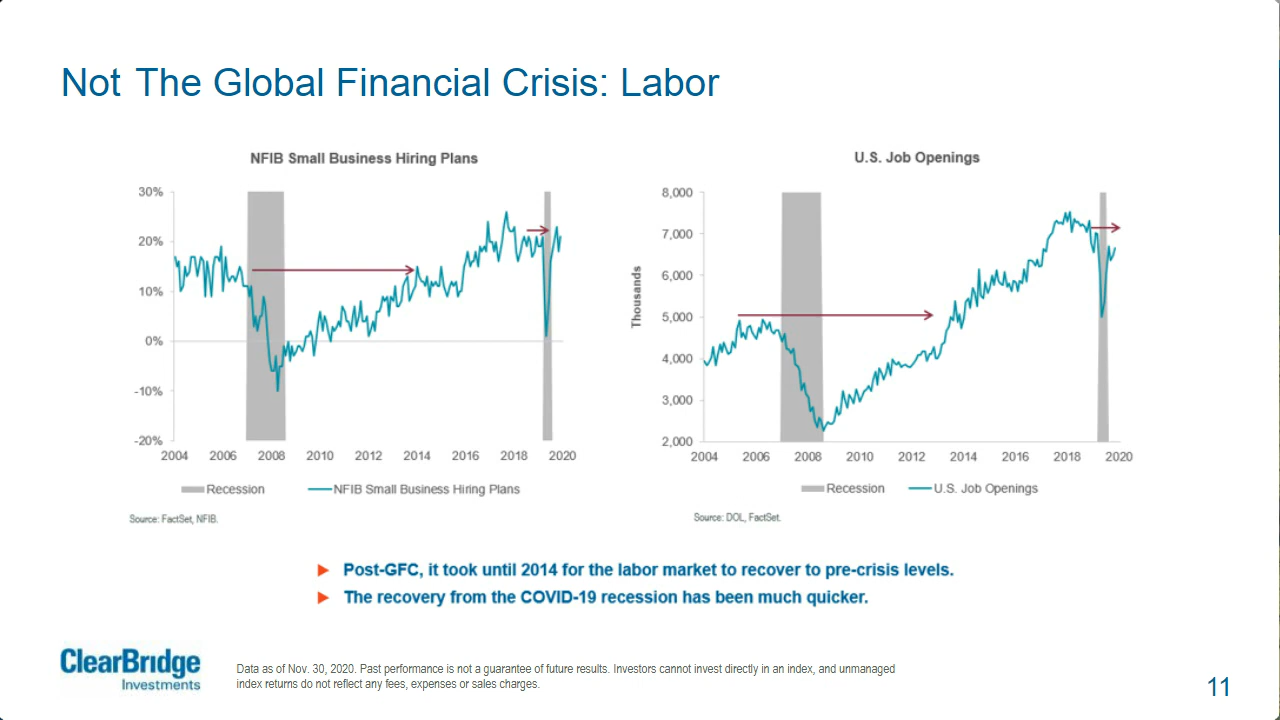 Not The Global Financial Crisis: Labor
NFIB Small Business Hiring Plans
30%
20%
10%
0%
-10%
-20%
2004 2006 2008 2010 2012 2014 2016 2018 2020
Recession NFIB Small Business Hiring Plans
Source: FactSet, NFIB.
U.S. Job Openings
Thousands
8,000
7,000
6,000
5,000
4,000
3,000
2,000
2004 2006 2008 2010 2012 2014 2016 2018 2020
Recession U.S. Job Openings
Source: DOL, FactSet.
Post-GFC, it took until 2014 for the labor market to recover to pre-crisis levels.
The recovery from the COVID-19 recession has been much quicker.
ClearBridge
Investments
Data as of Nov. 30, 2020. Past performance is not a guarantee of future results. Investors cannot invest directly in an index, and unmanaged
index returns do not reflect any fees, expenses or sales charges.
11